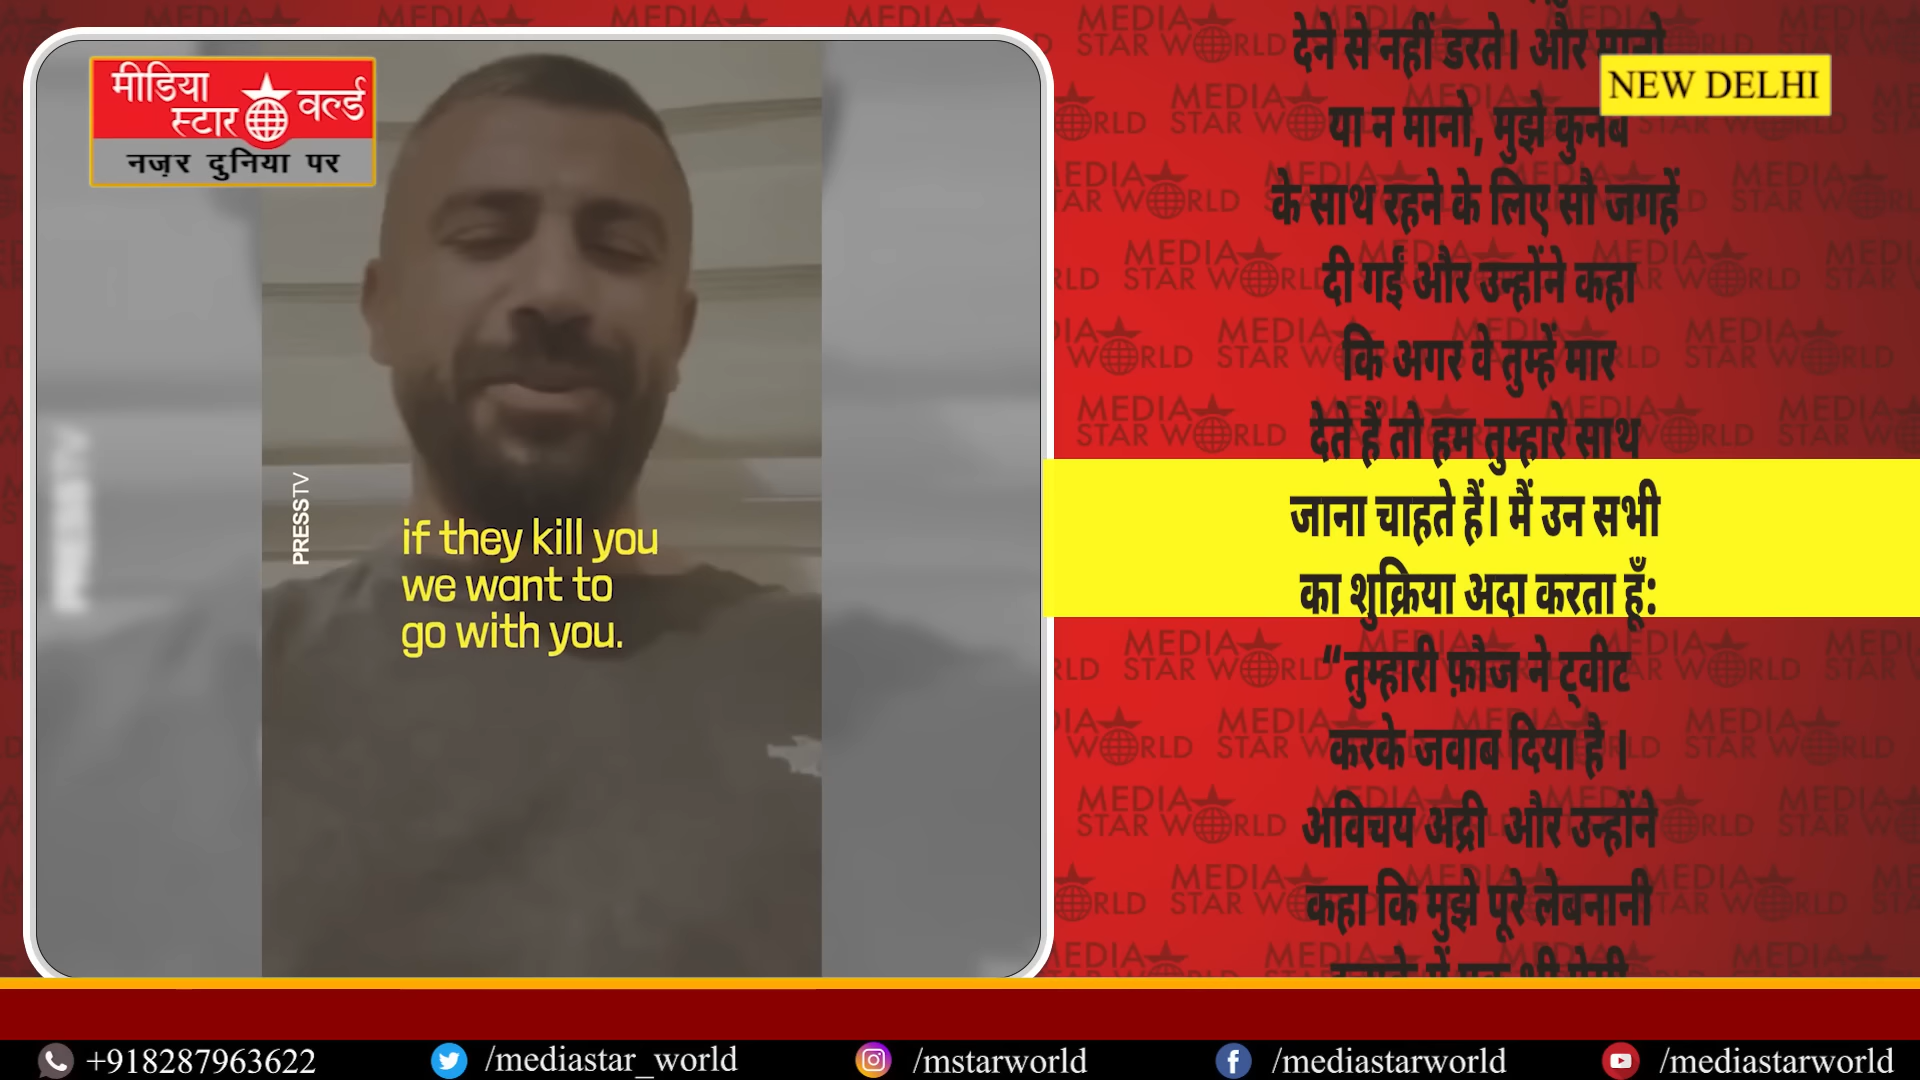 मीडिया
स्टार वर्ल्ड
नज़र दुनिया पर
PRESSTV
if they kill you
we want to
go with you.
NEW DELHI
देने से नहीं डरते। और मानो
या न मानो, मुझे कुनबे
के साथ रहने के लिए सौ जगहें
दी गईं और उन्होंने कहा
कि अगर वे तुम्हें मार
देते हैं तो हम तुम्हारे साथ
जाना चाहते हैं। मैं उन सभी
का शुक्रिया अदा करता हूँ:
“तुम्हारी फ़ौज ने ट्वीट
करके जवाब दिया है ।
अविचय अद्री और उन्होंने
कहा कि मुझे पूरे लेबनानी
+918287963622
/mediastar_world
/mstarworld
/mediastarworld
/mediastarworld